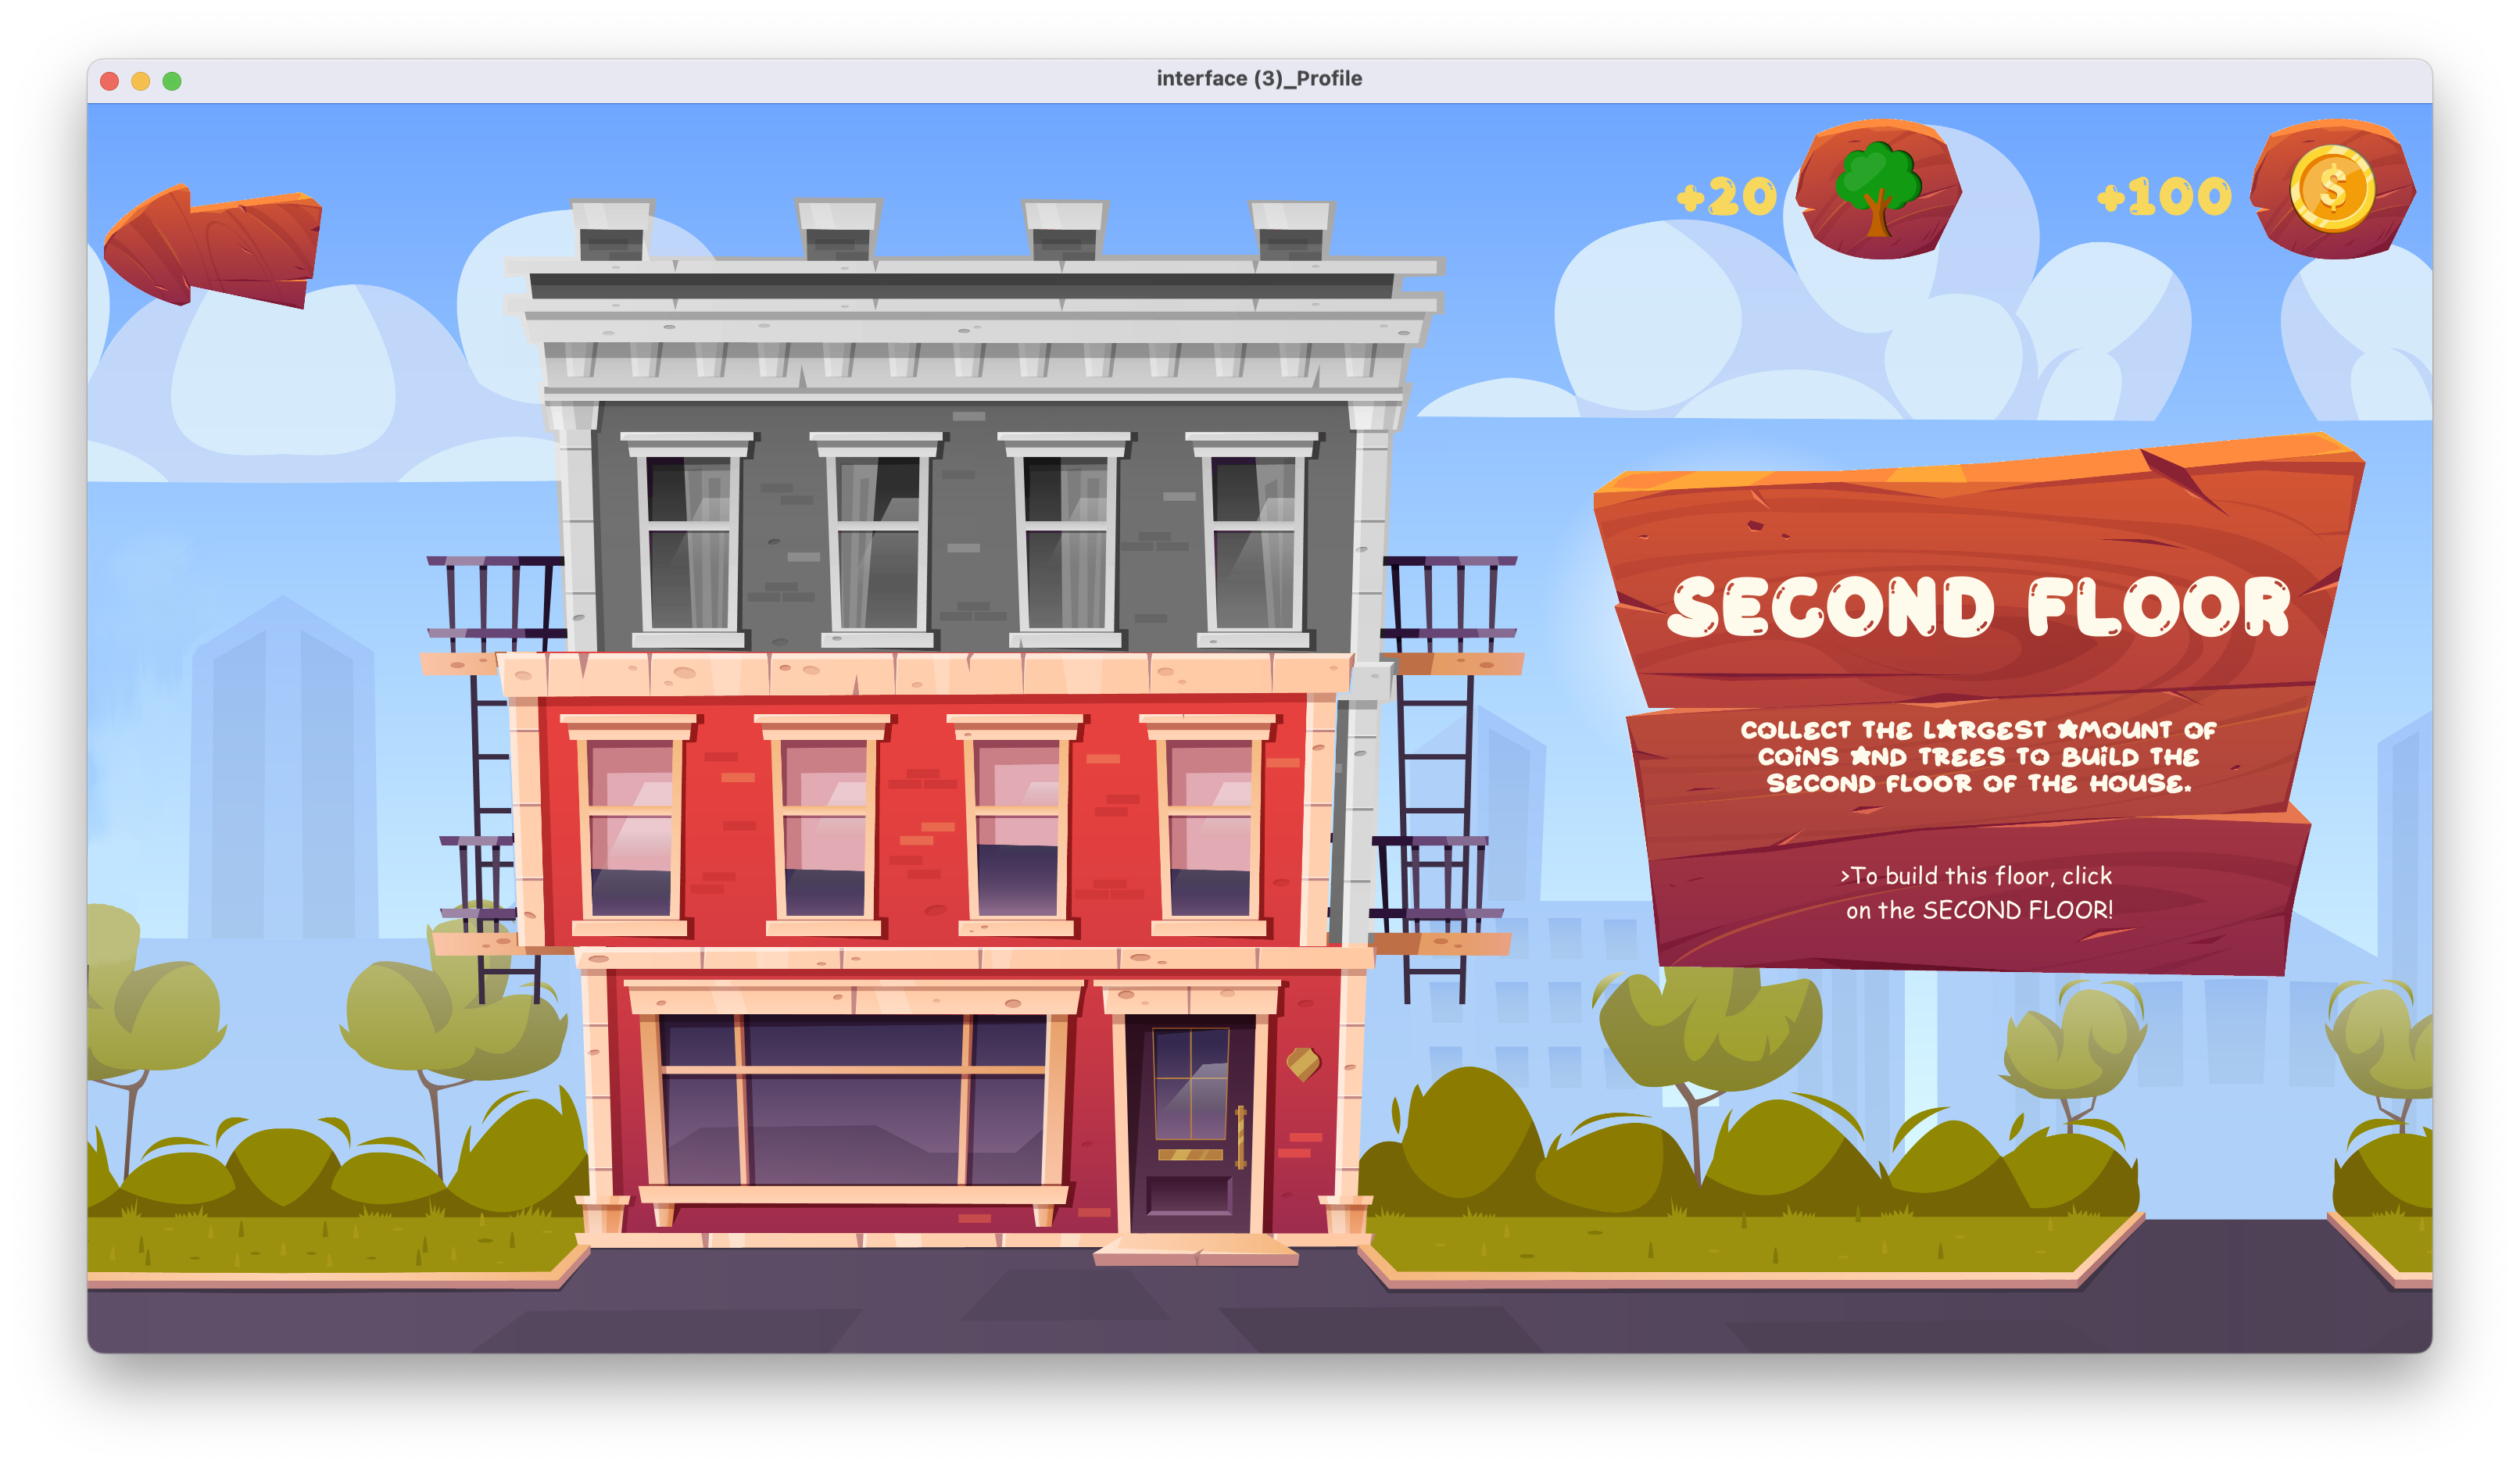 interface (3)_Profile
+20
+100
$
SECOND FLOOR
COLLECT THE LARGEST AMOUNT OF
COINS AND TREES TO BUILD THE
SECOND FLOOR OF THE HOUSE.
>To build this floor, click
on the SECOND FLOOR!